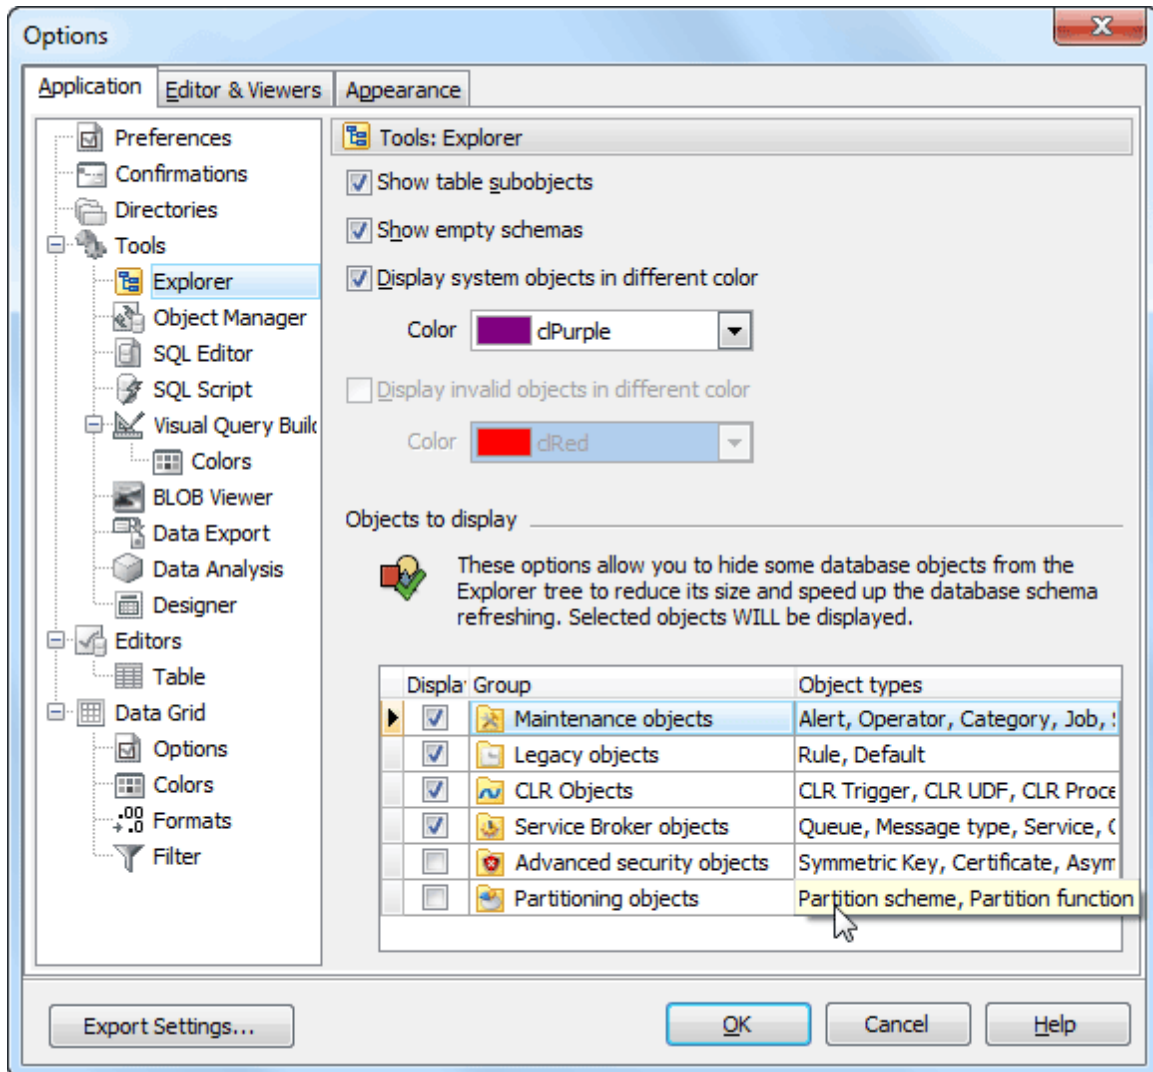 Options
Application Editor & Viewers Appearance
Preferences
Confirmations
Directories
Tools
Explorer
Object Manager
SQL Editor
SQL Script
Visual Query Build
Colors
BLOB Viewer
Data Export
Data Analysis
Designer
Editors
Table
Data Grid
Options
Colors
Formats
Filter
Tools: Explorer
Show table subobjects
Show empty schemas
Display system objects in different color
Color clPurple
Display invalid objects in different color
Color clRed
Objects to display
These options allow you to hide some database objects from the
Explorer tree to reduce its size and speed up the database schema
refreshing. Selected objects WILL be displayed.
Display Group Object types
Maintenance objects Alert, Operator, Category, Job,
Legacy objects Rule, Default
CLR Objects CLR Trigger, CLR UDF, CLR Proce
Service Broker objects Queue, Message type, Service,
Advanced security objects Symmetric Key, Certificate, Asym
Partitioning objects Partition scheme, Partition function
Export Settings... OK Cancel Help